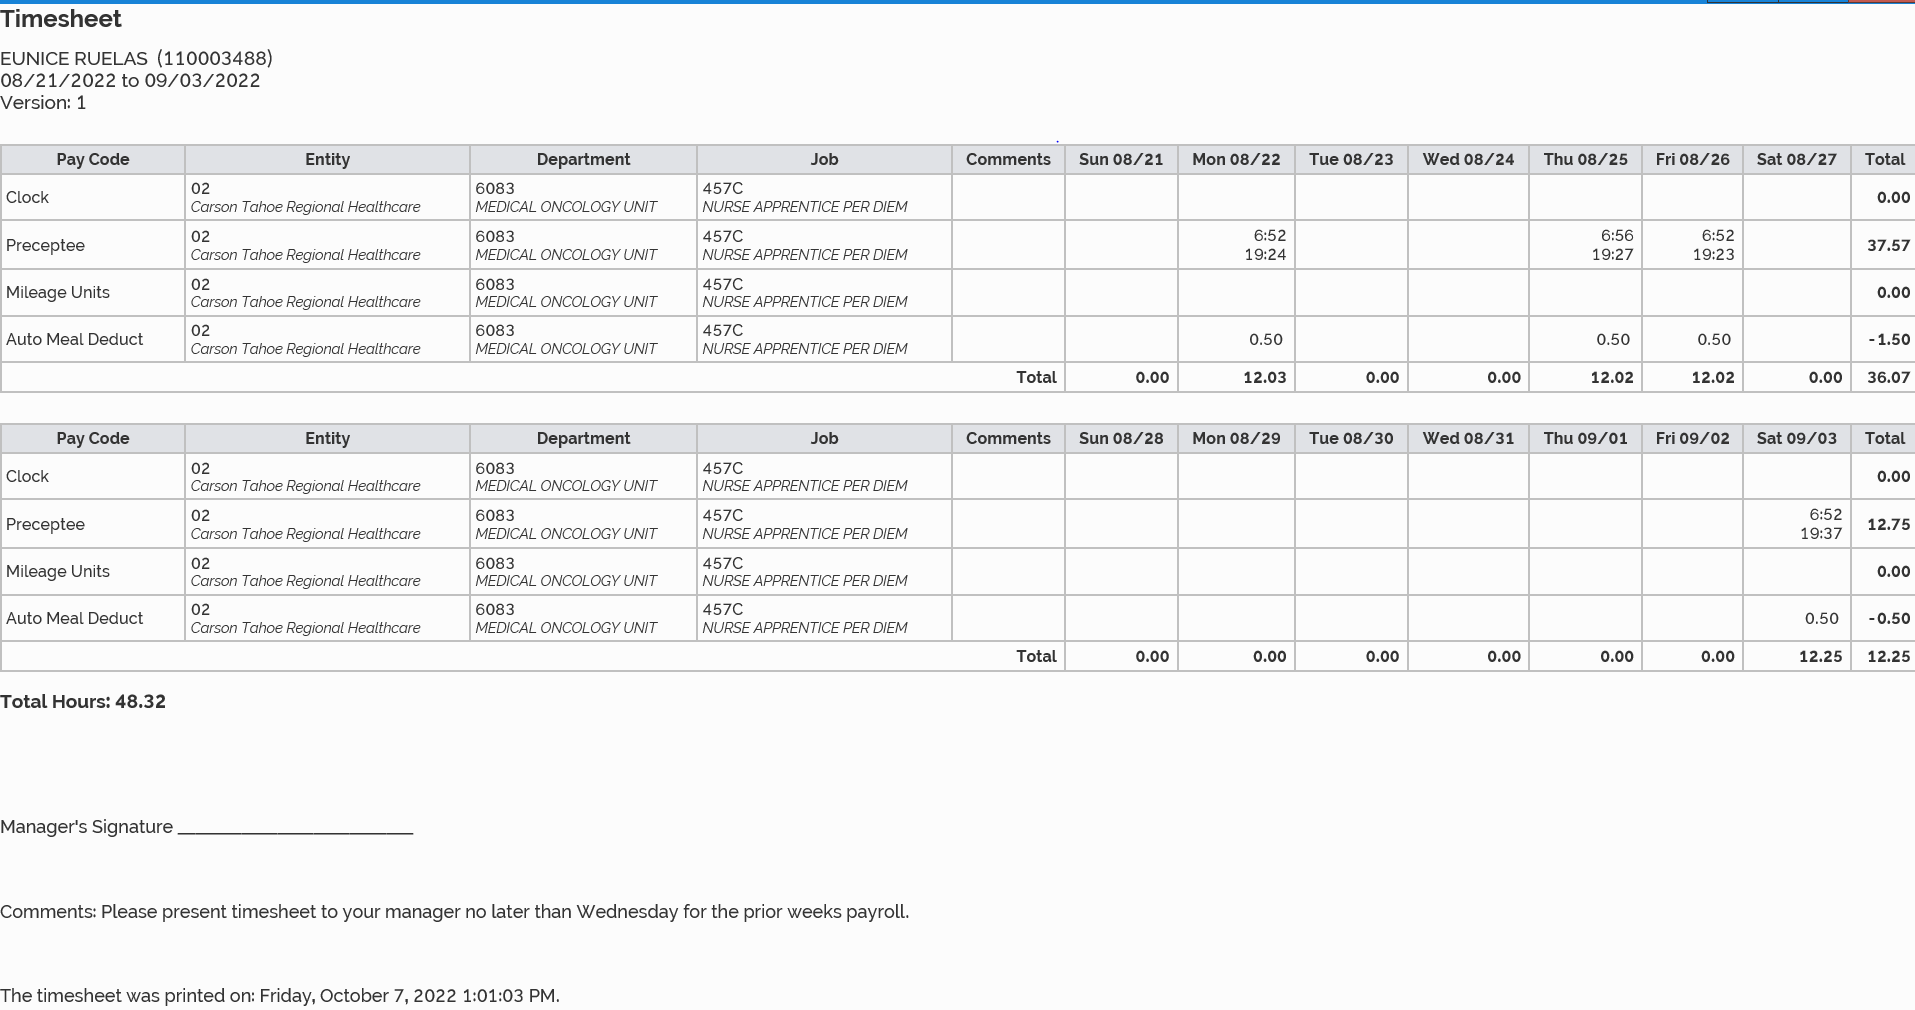 Timesheet
EUNICE RUELAS (110003488)
08/21/2022 to 09/03/2022
Version: 1
Pay Code Entity Department Job Comments Sun 08/21 Mon 08/22 Tue 08/23 Wed 08/24 Thu 08/25 Fri 08/26 Sat 08/27 Total
Clock 02 6083 457C 0.00
Carson Tahoe Regional Healthcare MEDICAL ONCOLOGY UNIT NURSE APPRENTICE PER DIEM
Preceptee 02 6083 457C 6:52 6:56 6:52 37.57
Carson Tahoe Regional Healthcare MEDICAL ONCOLOGY UNIT NURSE APPRENTICE PER DIEM 19:24 19:27 19:23
Mileage Units 02 6083 457C 0.00
Carson Tahoe Regional Healthcare MEDICAL ONCOLOGY UNIT NURSE APPRENTICE PER DIEM
Auto Meal Deduct 02 6083 457C 0.50 0.50 0.50 -1.50
Carson Tahoe Regional Healthcare MEDICAL ONCOLOGY UNIT NURSE APPRENTICE PER DIEM
Total 0.00 12.03 0.00 0.00 12.02 12.02 0.00 36.07
Pay Code Entity Department Job Comments Sun 08/28 Mon 08/29 Tue 08/30 Wed 08/31 Thu 09/01 Fri 09/02 Sat 09/03 Total
Clock 02 6083 457C 0.00
Carson Tahoe Regional Healthcare MEDICAL ONCOLOGY UNIT NURSE APPRENTICE PER DIEM
Preceptee 02 6083 457C 6:52 12.75
Carson Tahoe Regional Healthcare MEDICAL ONCOLOGY UNIT NURSE APPRENTICE PER DIEM 19:37
Mileage Units 02 6083 457C 0.00
Carson Tahoe Regional Healthcare MEDICAL ONCOLOGY UNIT NURSE APPRENTICE PER DIEM
Auto Meal Deduct 02 6083 457C 0.50 -0.50
Carson Tahoe Regional Healthcare MEDICAL ONCOLOGY UNIT NURSE APPRENTICE PER DIEM
Total 0.00 0.00 0.00 0.00 0.00 0.00 12.25 12.25
Total Hours: 48.32
Manager's Signature __________________________
Comments: Please present timesheet to your manager no later than Wednesday for the prior weeks payroll.
The timesheet was printed on: Friday, October 7, 2022 1:01:03 PM.